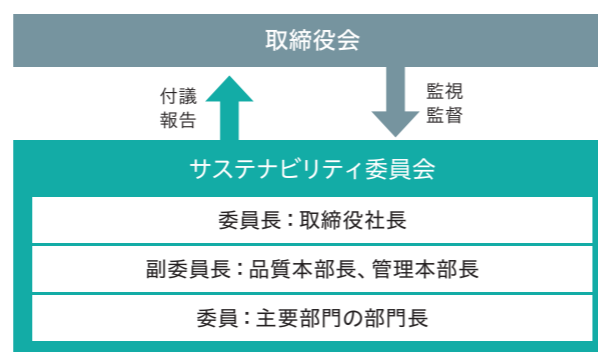 取締役会
付議
報告
監視
監督
サステナビリティ委員会
委員長：取締役社長
副委員長：品質本部長、管理本部長
委員：主要部門の部門長